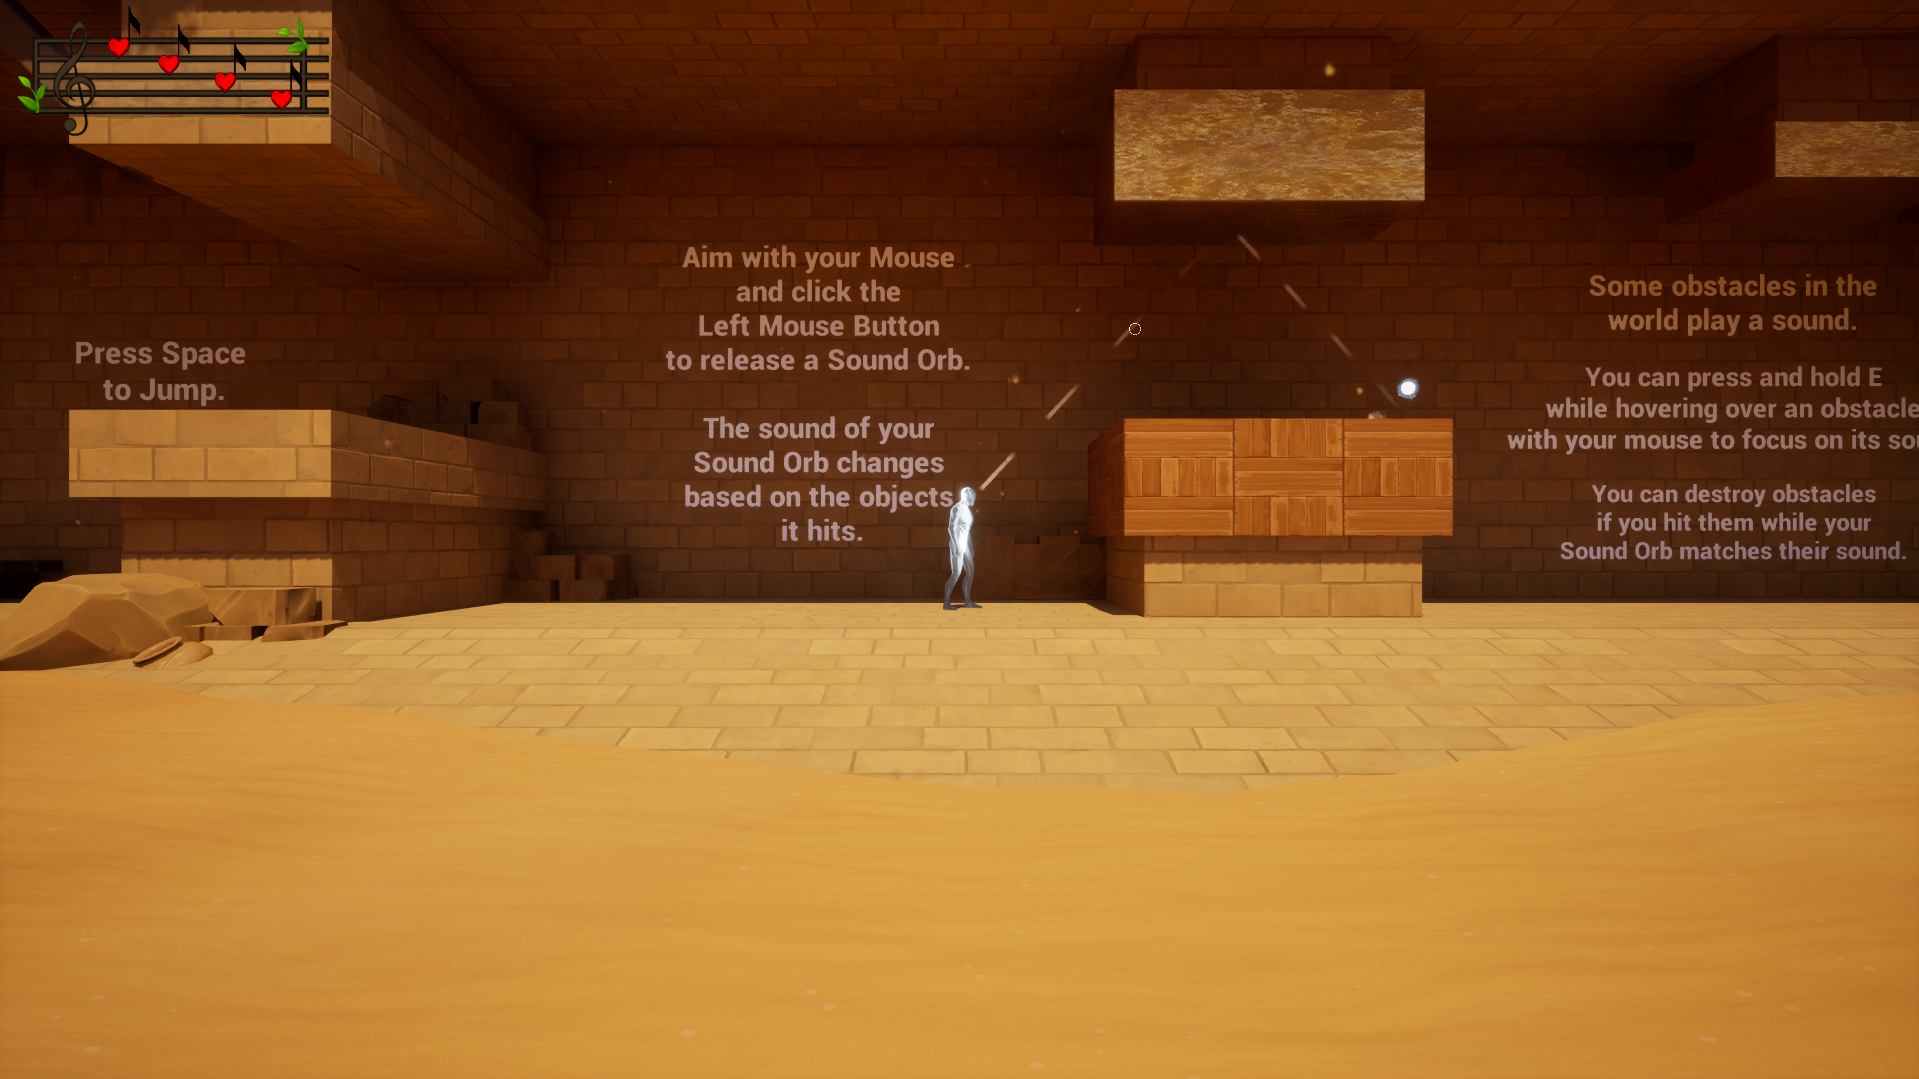 Press Space
to Jump.
Aim with your Mouse
and click the
Left Mouse Button
to release a Sound Orb.
The sound of your
Sound Orb changes
based on the objects
it hits.
Some obstacles in the
world play a sound.
You can press and hold E
while hovering over an obstacle
with your mouse to focus on its
You can destroy obstacles
if you hit them while your
Sound Orb matches their sound.